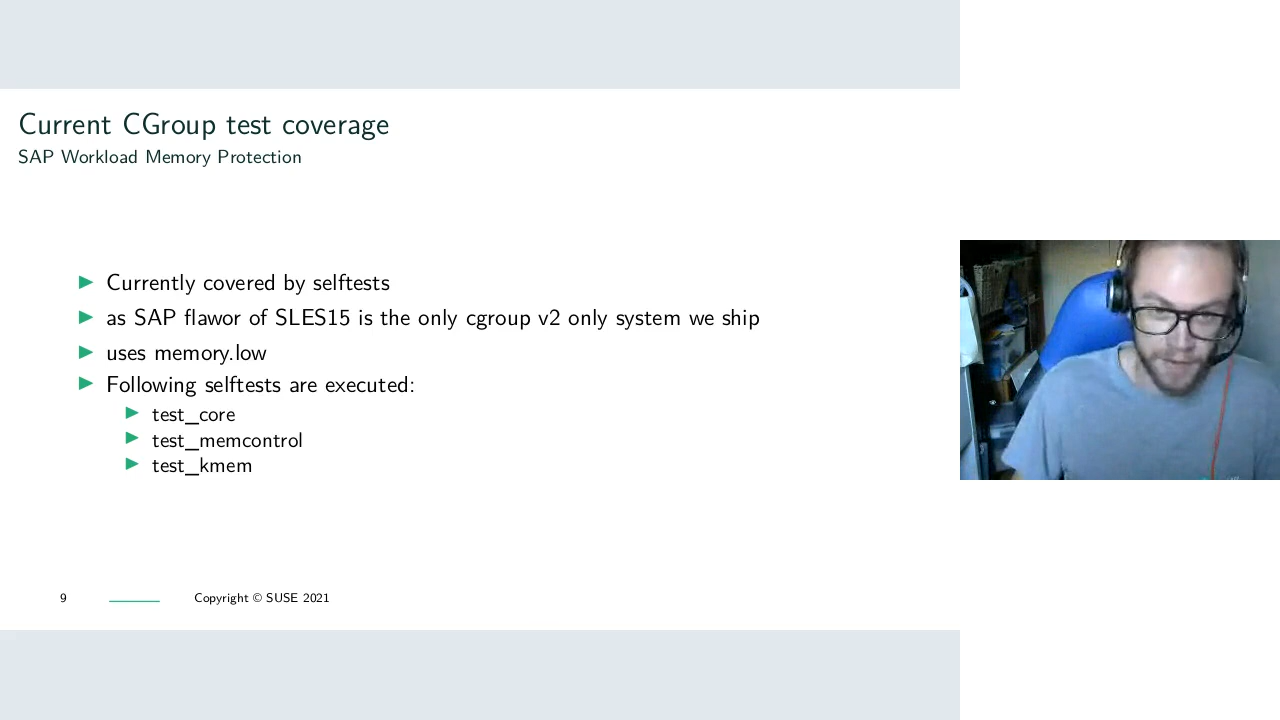 Current CGroup test coverage
SAP Workload Memory Protection
Currently covered by selftests
as SAP flawor of SLES15 is the only cgroup v2 only system we ship
uses memory.low
Following selftests are executed:
test_core
test_memcontrol
test_kmem
9
Copyright © SUSE 2021